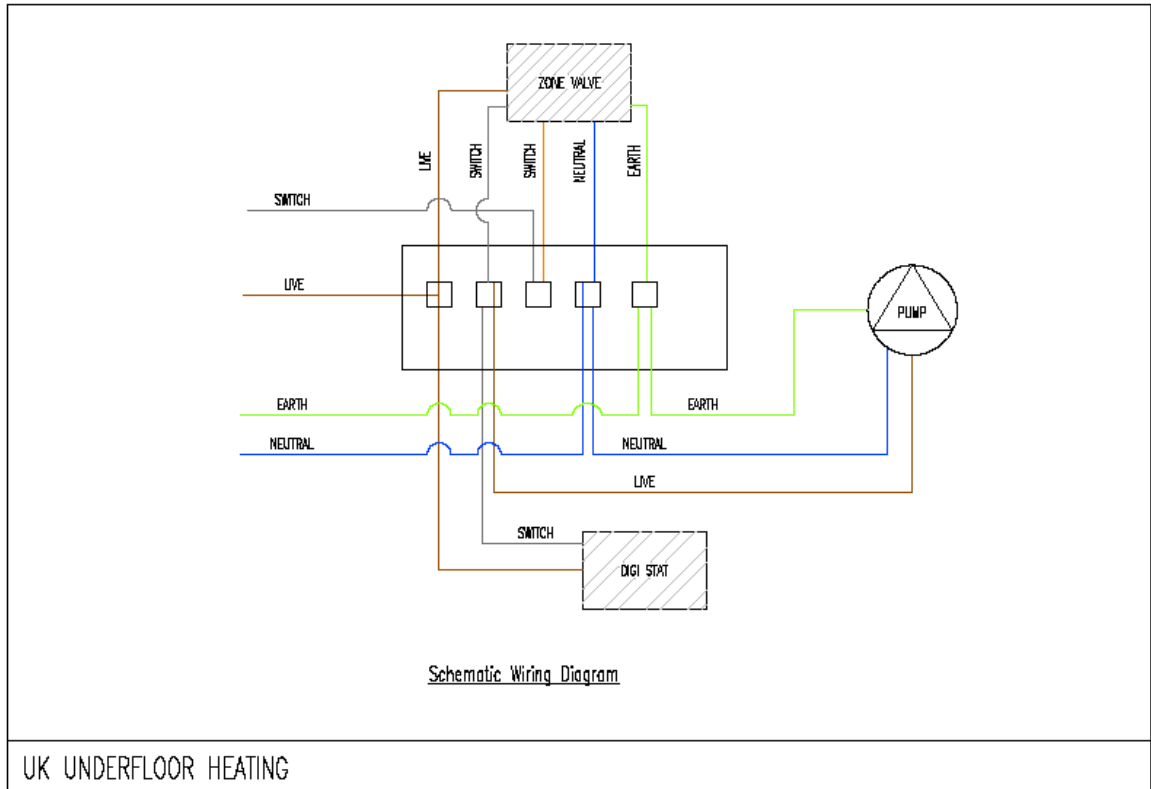 ZONE VALVE
LIVE
SWITCH
SWITCH
NEUTRAL
EARTH
SWITCH
LIVE
PUMP
EARTH
EARTH
NEUTRAL
NEUTRAL
LIVE
SWITCH
DIGI STAT
Schematic Wiring Diagram
UK UNDERFLOOR HEATING